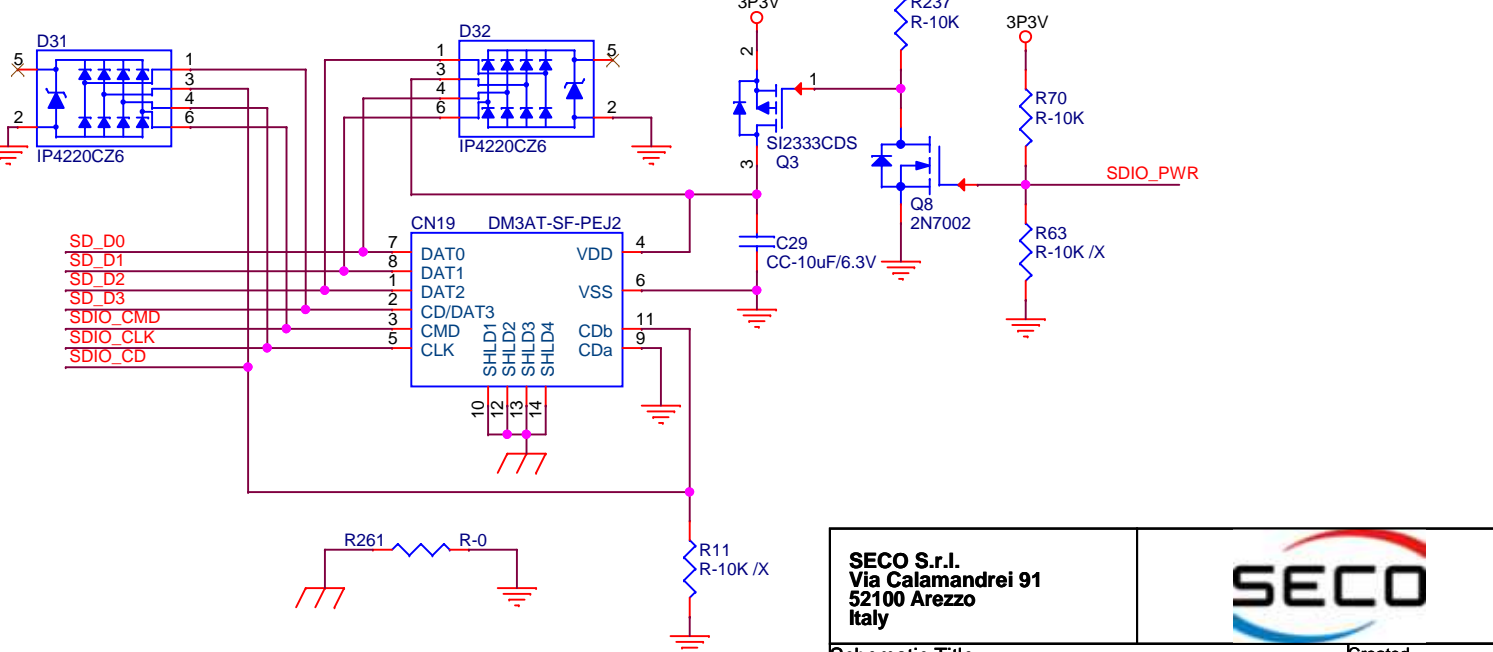 3P3V
R237
R-10K
3P3V
D31
5
2
1
3
4
6
IP4220CZ6
D32
1
3
4
6
5
2
IP4220CZ6
2
1
SI2333CDS
Q3
3
R70
R-10K
SDIO_PWR
Q8
2N7002
R63
R-10K /X
C29
CC-10uF/6.3V
CN19
DM3AT-SF-PEJ2
SD_D0
SD_D1
SD_D2
SD_D3
SDIO_CMD
SDIO_CLK
SDIO_CD
7
8
1
2
3
5
DAT0
DAT1
DAT2
CD/DAT3
CMD
CLK
VDD
VSS
CDb
CDa
4
6
11
9
SHLD1
SHLD2
SHLD3
SHLD4
10
12
13
14
R261
R-0
R11
R-10K /X
SECO S.r.l.
Via Calamandrei 91
52100 Arezzo
Italy
SECO
Schematic Title
Created